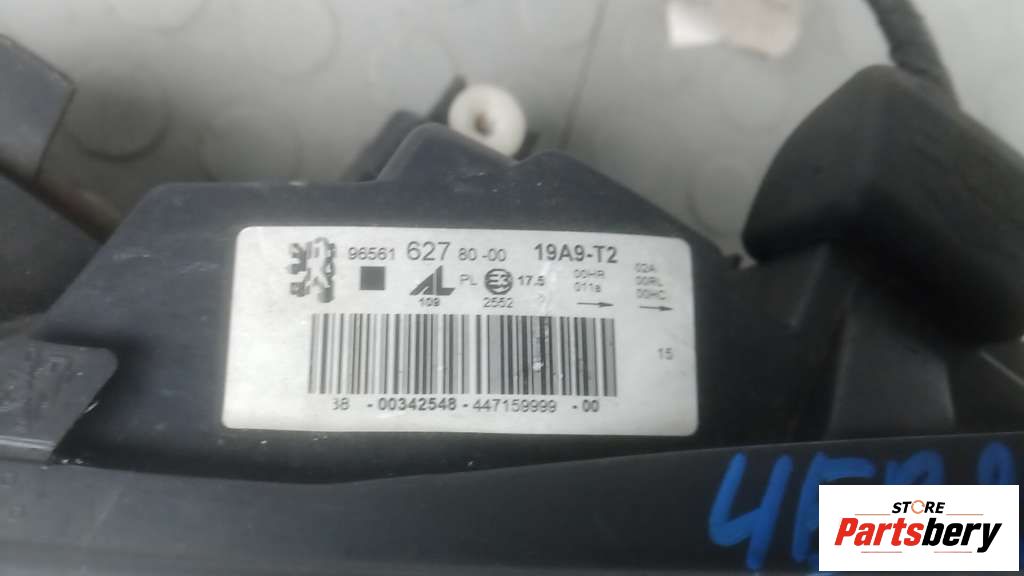 96561 627 80-00 19A9-T2
AL PL E3 17.5 00HR 02A
109 2552 011a 00RL
00HC
15
38 -00342548-447159999-00
STORE
Partsbery